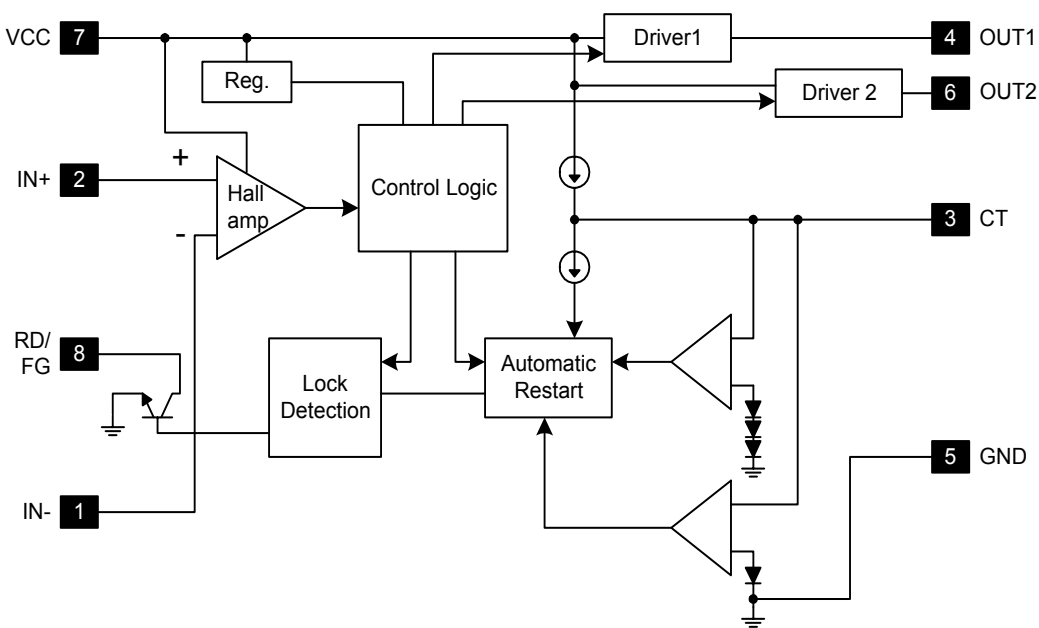 VCC 7
Driver1
4 OUT1
Reg.
Driver 2
6 OUT2
+
IN+ 2
Hall
amp
Control Logic
-
3 CT
RD/
FG
8
Lock
Detection
Automatic
Restart
5 GND
IN- 1